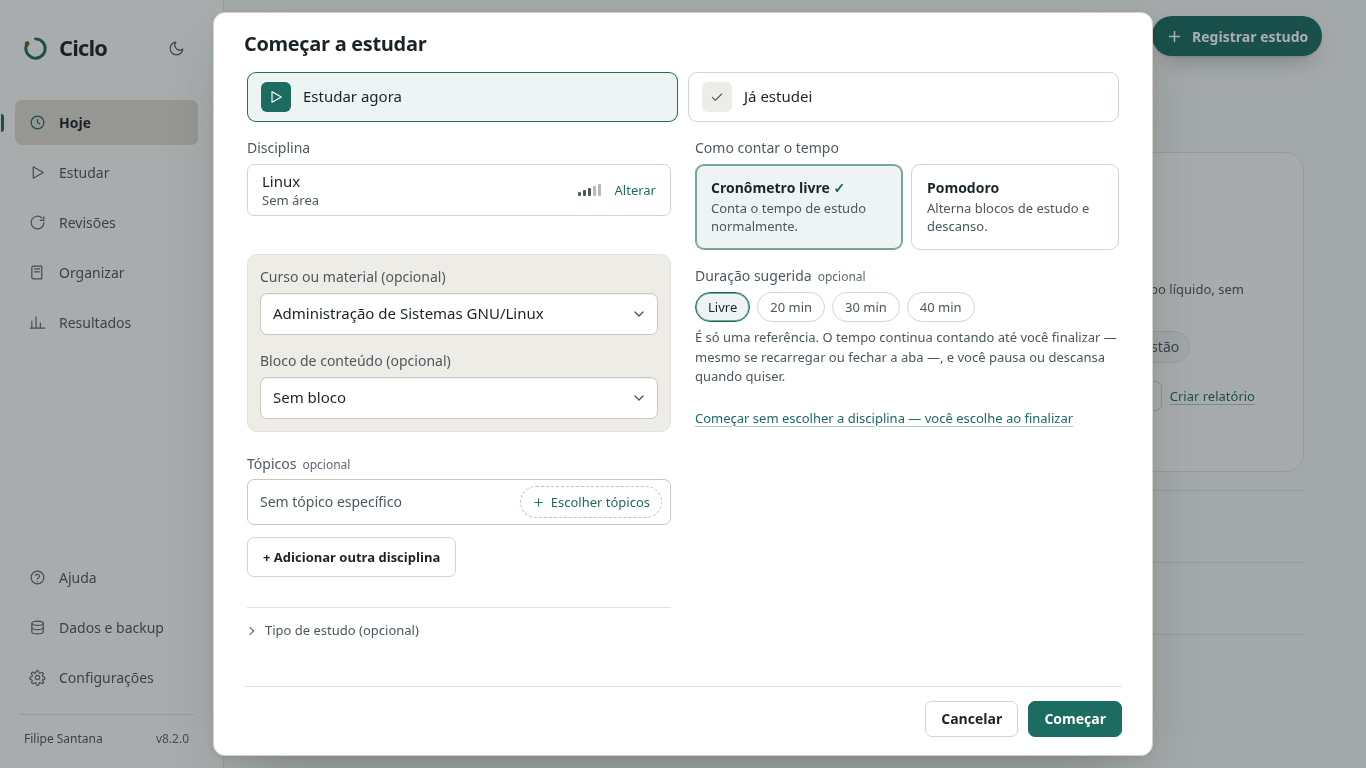 Ciclo
Hoje
Estudar
Revisões
Organizar
Resultados
Ajuda
Dados e backup
Configurações
Filipe Santana v8.2.0
Começar a estudar
Estudar agora
Já estudei
Disciplina
Linux
Sem área
Alterar
Curso ou material (opcional)
Administração de Sistemas GNU/Linux
Bloco de conteúdo (opcional)
Sem bloco
Tópicos opcional
Sem tópico específico
+ Escolher tópicos
+ Adicionar outra disciplina
Tipo de estudo (opcional)
Como contar o tempo
Cronômetro livre ✓
Conta o tempo de estudo
normalmente.
Pomodoro
Alterna blocos de estudo e
descanso.
Duração sugerida opcional
Livre
20 min
30 min
40 min
É só uma referência. O tempo continua contando até você finalizar —
mesmo se recarregar ou fechar a aba —, e você pausa ou descansa
quando quiser.
Começar sem escolher a disciplina — você escolhe ao finalizar
Cancelar
Começar
+ Registrar estudo
líquido, sem
Criar relatório